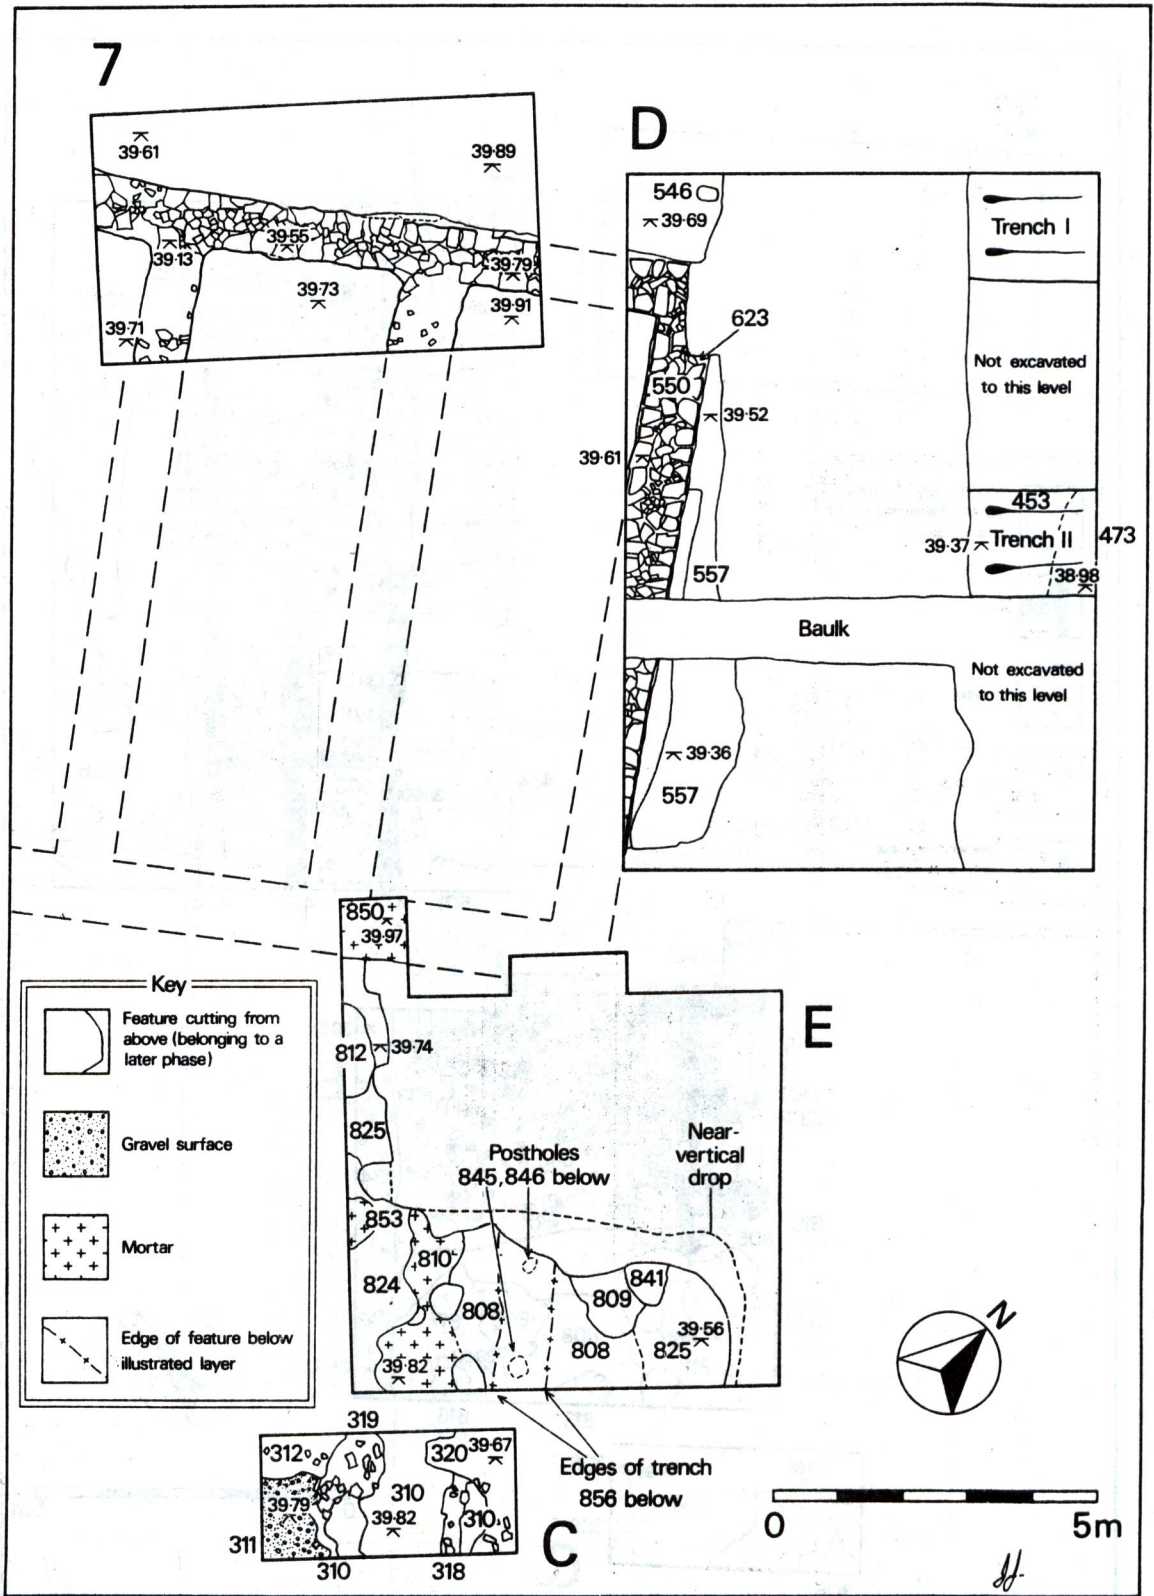 7
39·61
39·89
39·55
39·13
39·79
39·73
39·91
39·71
D
546
39·69
Trench I
623
Not excavated
to this level
550
39·52
39·61
453
39·37
Trench II
473
557
38·98
Baulk
Not excavated
to this level
39·36
557
850
39·97
E
812
39·74
825
Near-
vertical
drop
Postholes
845,846 below
853
810
841
824
808
809
39·56
808
825
39·82
Key
Feature cutting from
above (belonging to a
later phase)
Gravel surface
Mortar
Edge of feature below
illustrated layer
N
319
312
320
39·67
310
39·79
39·82
310
311
310
318
C
Edges of trench
856 below
0
5m